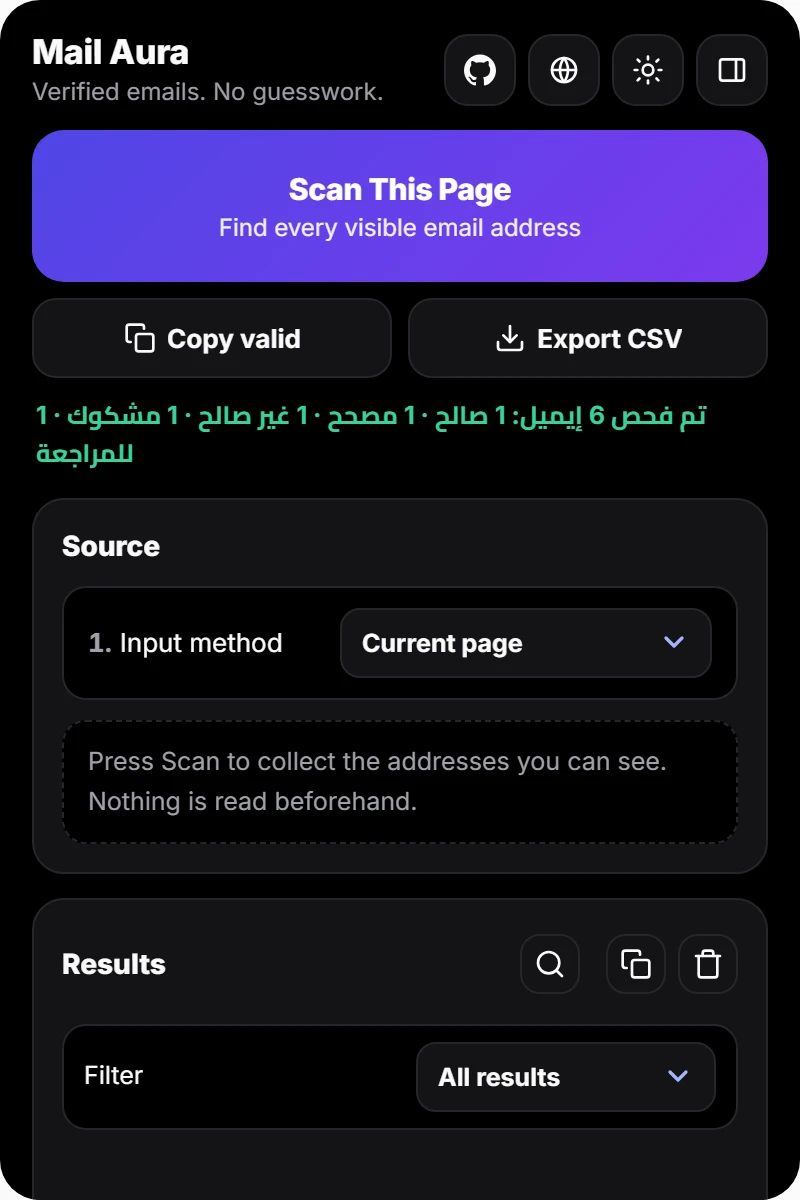 Mail Aura
Verified emails. No guesswork.
Scan This Page
Find every visible email address
Copy valid
Export CSV
تم فحص 6 إيميل: 1 صالح · 1 مصحح · 1 غير صالح · 1 مشكوك · 1
للمراجعة
Source
1. Input method
Current page
Press Scan to collect the addresses you can see.
Nothing is read beforehand.
Results
Filter
All results